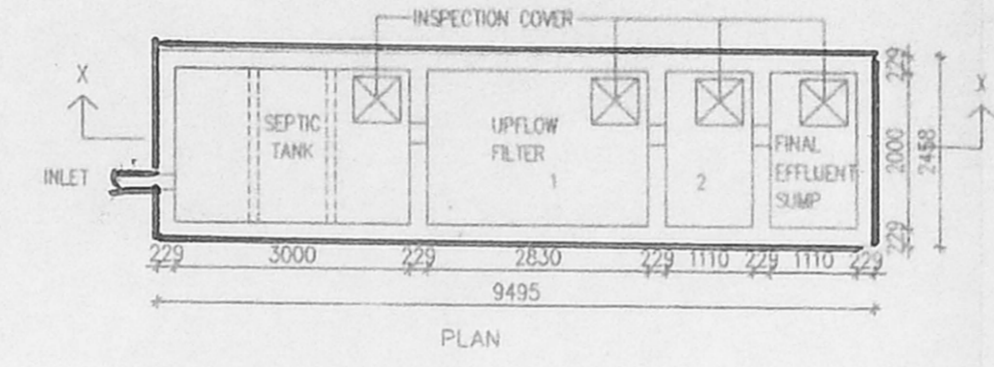 INSPECTION COVER
X
X
SEPTIC
TANK
UPFLOW
FILTER
1
2
FINAL
EFFLUENT
SUMP
INLET
229
2000
2458
229
229 3000 229 2830 229 1110 229 1110 229
9495
PLAN